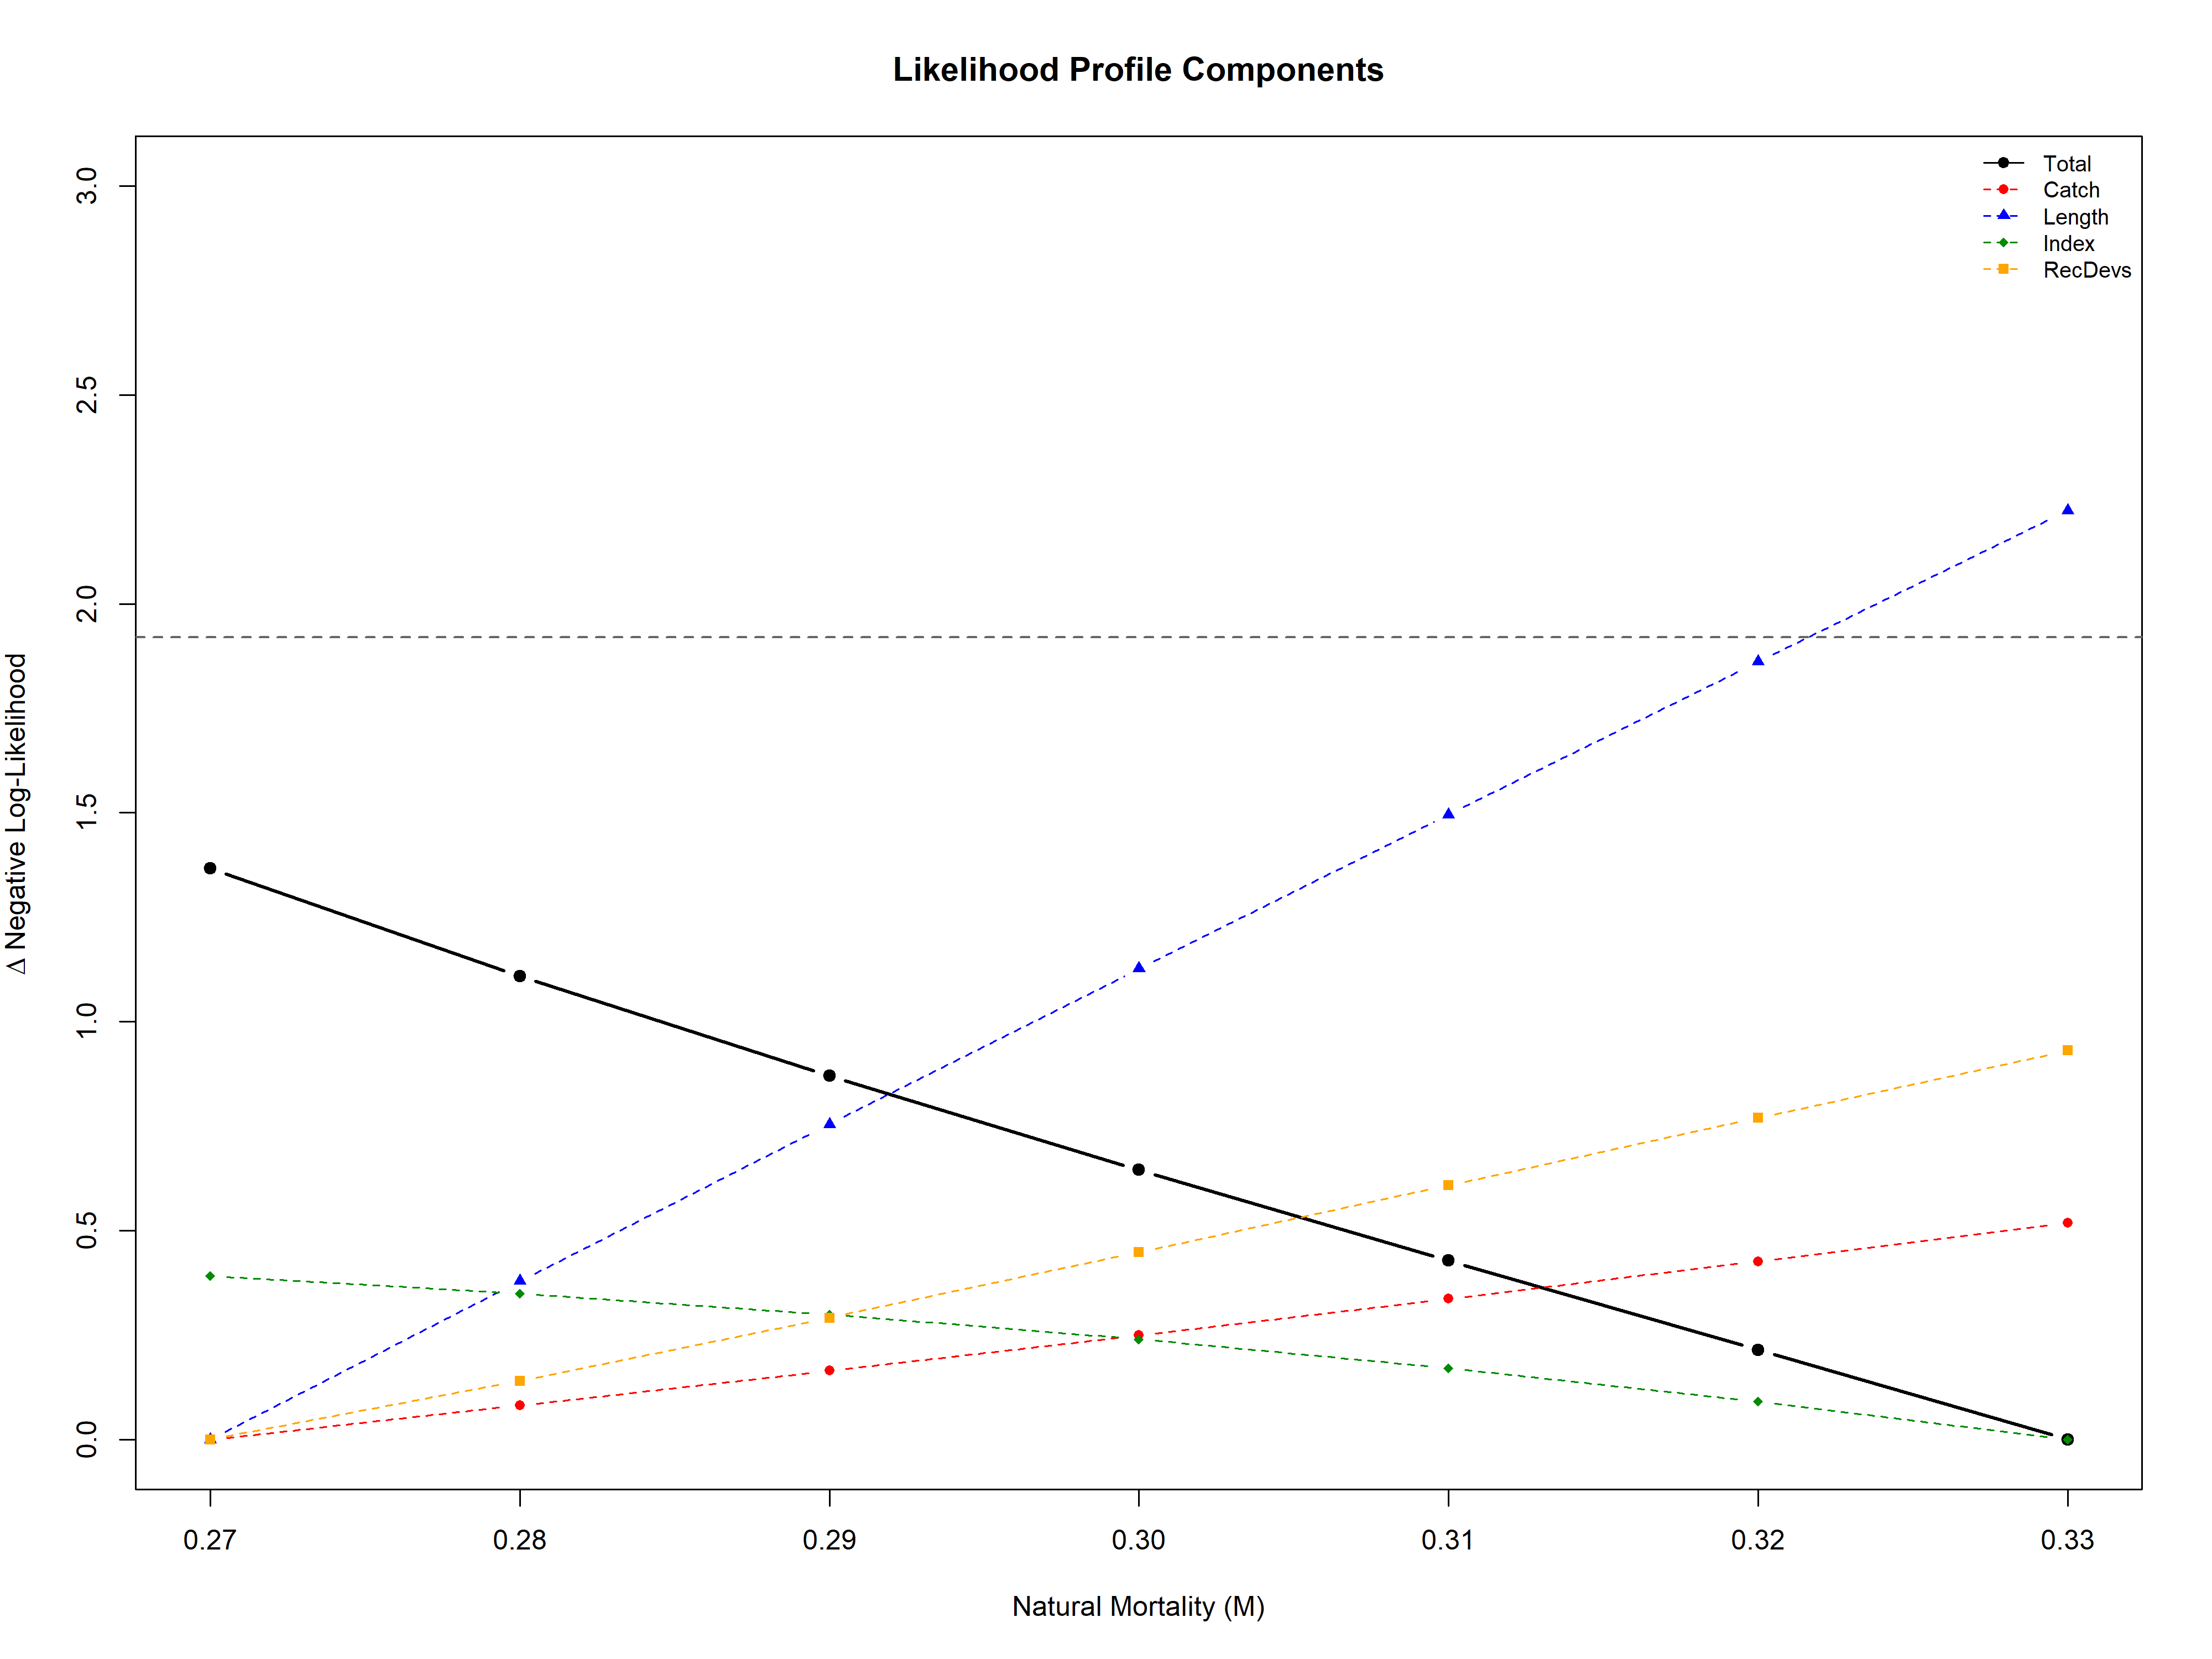 Likelihood Profile Components
Total
Catch
Length
Index
RecDevs
3.0
2.5
2.0
1.5
1.0
0.5
0.0
Δ Negative Log-Likelihood
0.27 0.28 0.29 0.30 0.31 0.32 0.33
Natural Mortality (M)